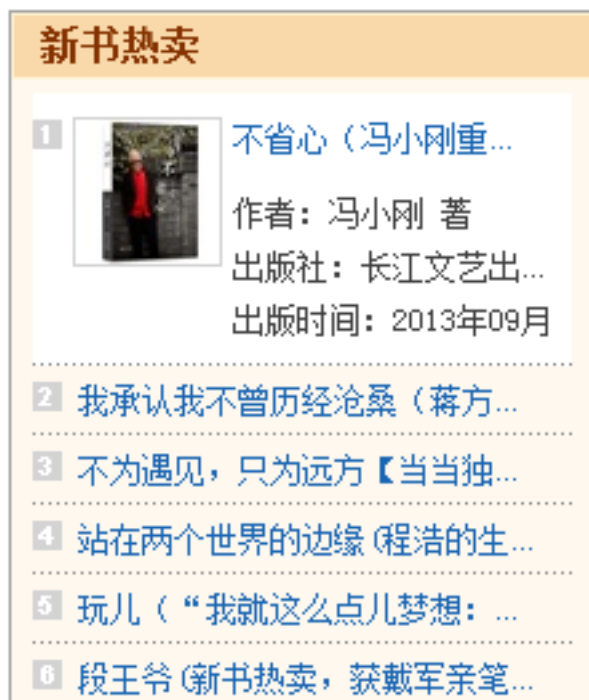 新书热卖
1
不省心（冯小刚重...
作者：冯小刚 著
出版社：长江文艺出...
出版时间：2013年09月
2 我承认我不曾历经沧桑（蒋方...
3 不为遇见，只为远方【当当独...
4 站在两个世界的边缘(程浩的生...
5 玩儿（“我就这么点儿梦想：...
6 段王爷(新书热卖，获戴军亲笔...